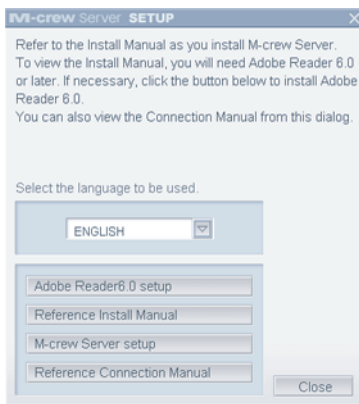 M-crew Server SETUP X
Refer to the Install Manual as you install M-crew Server.
To view the Install Manual, you will need Adobe Reader 6.0
or later. If necessary, click the button below to install Adobe
Reader 6.0.
You can also view the Connection Manual from this dialog.
Select the language to be used.
ENGLISH
Adobe Reader6.0 setup
Reference Install Manual
M-crew Server setup
Reference Connection Manual
Close